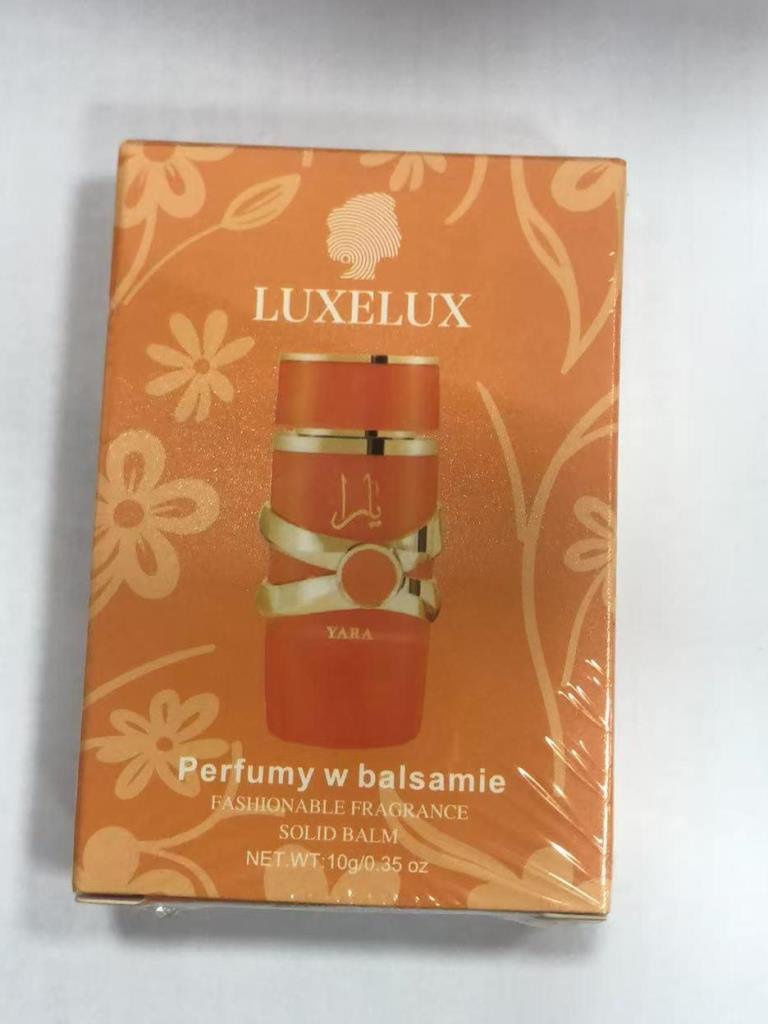 LUXELUX
يارا
YARA
Perfumy w balsamie
FASHIONABLE FRAGRANCE
SOLID BALM
NET.WT:10g/0.35 oz